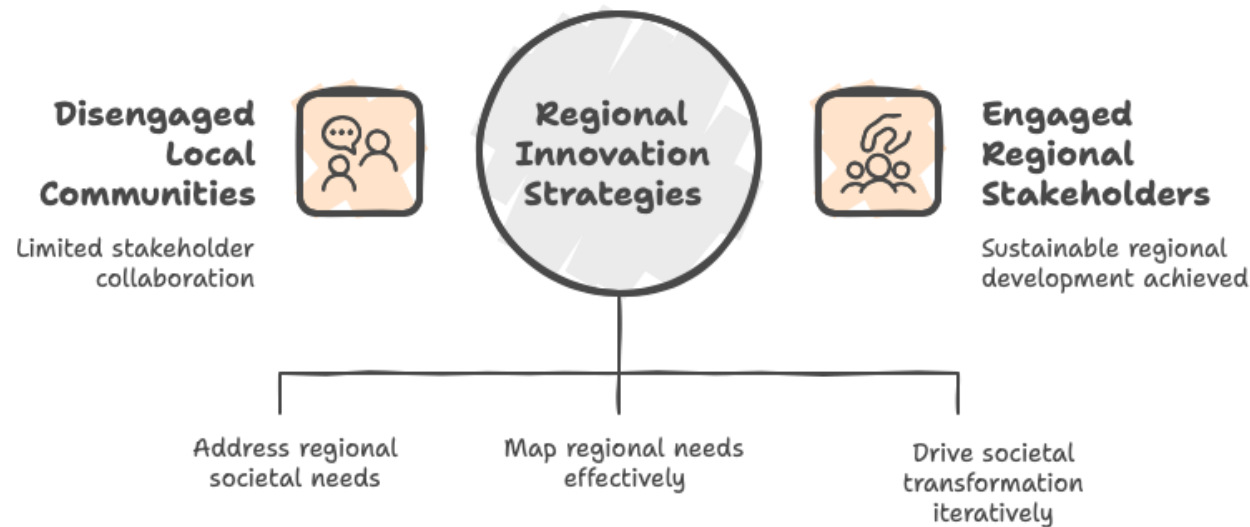 Disengaged
Local
Communities
Limited stakeholder
collaboration
Regional
Innovation
Strategies
Engaged
Regional
Stakeholders
Sustainable regional
development achieved
Address regional
societal needs
Map regional needs
effectively
Drive societal
transformation
iteratively